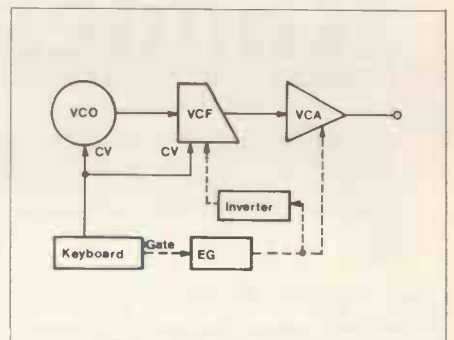 VCO
VCF
VCA
CV
CV
Inverter
Keyboard
Gate
EG